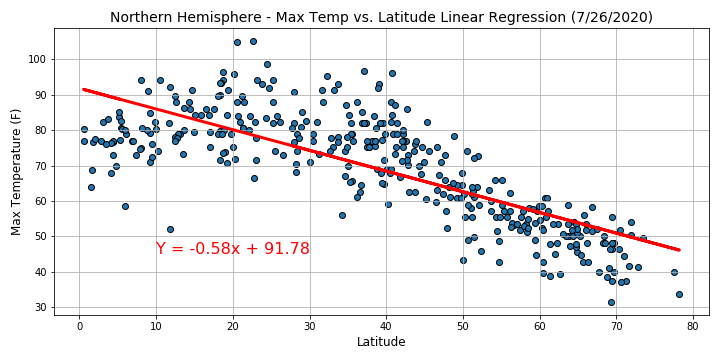 Northern Hemisphere - Max Temp vs. Latitude Linear Regression (7/26/2020)
Max Temperature (F)
100
90
80
70
60
50
40
30
Y = -0.58x + 91.78
0 10 20 30 40 50 60 70 80
Latitude